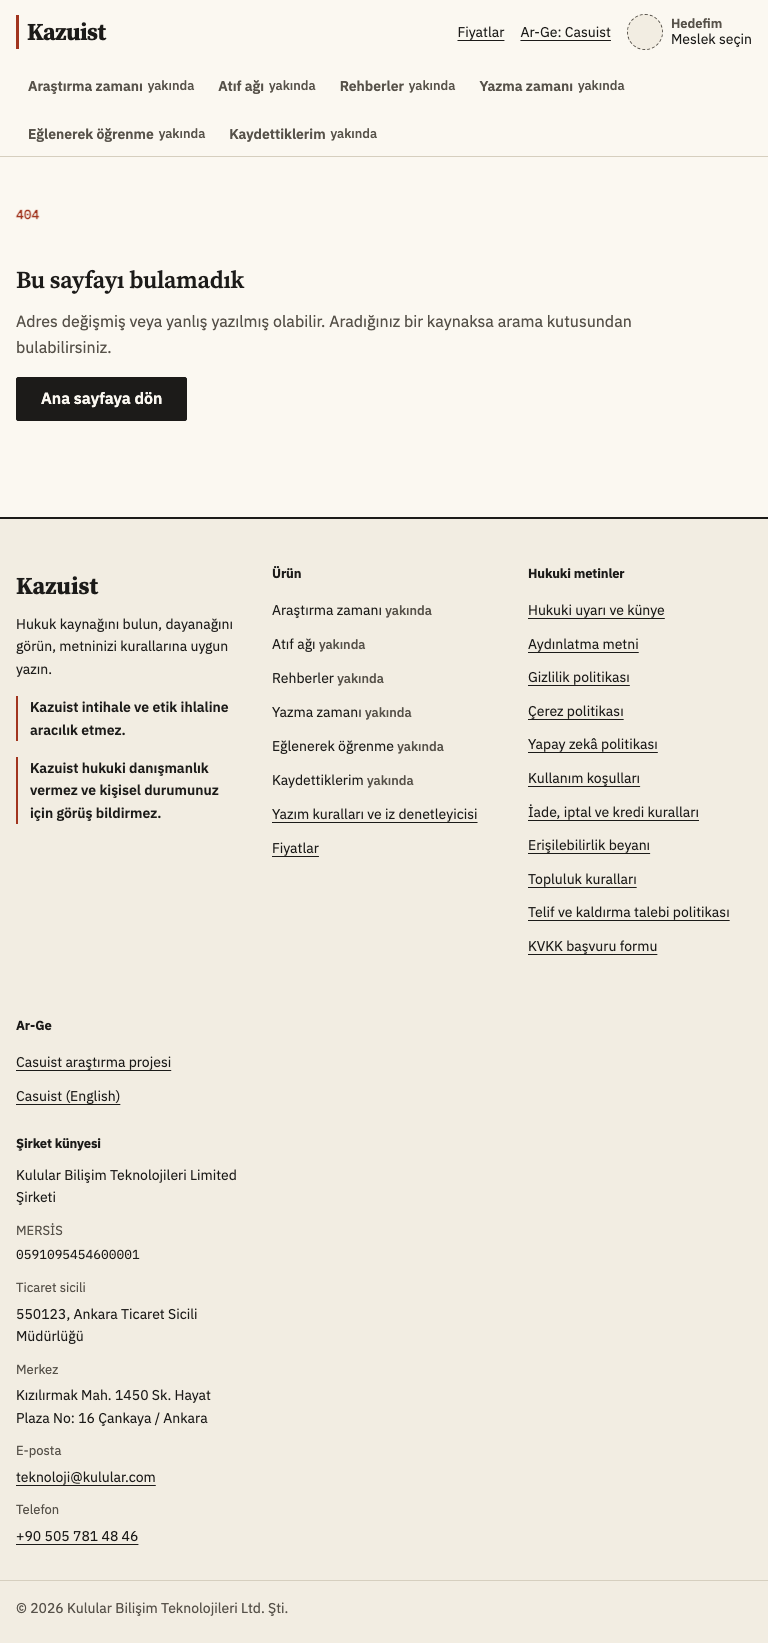 Kazuist
Fiyatlar
Ar-Ge: Casuist
Hedefim
Meslek seçin
Araştırma zamanı yakında
Atıf ağı yakında
Rehberler yakında
Yazma zamanı yakında
Eğlenerek öğrenme yakında
Kaydettiklerim yakında
404
Bu sayfayı bulamadık
Adres değişmiş veya yanlış yazılmış olabilir. Aradığınız bir kaynaksa arama kutusundan
bulabilirsiniz.
Ana sayfaya dön
Kazuist
Hukuk kaynağını bulun, dayanağını
görün, metninizi kurallarına uygun
yazın.
Kazuist intihale ve etik ihlaline
aracılık etmez.
Kazuist hukuki danışmanlık
vermez ve kişisel durumunuz
için görüş bildirmez.
Ürün
Araştırma zamanı yakında
Atıf ağı yakında
Rehberler yakında
Yazma zamanı yakında
Eğlenerek öğrenme yakında
Kaydettiklerim yakında
Yazım kuralları ve iz denetleyicisi
Fiyatlar
Hukuki metinler
Hukuki uyarı ve künye
Aydınlatma metni
Gizlilik politikası
Çerez politikası
Yapay zekâ politikası
Kullanım koşulları
İade, iptal ve kredi kuralları
Erişilebilirlik beyanı
Topluluk kuralları
Telif ve kaldırma talebi politikası
KVKK başvuru formu
Ar-Ge
Casuist araştırma projesi
Casuist (English)
Şirket künyesi
Kulular Bilişim Teknolojileri Limited
Şirketi
MERSİS
0591095454600001
Ticaret sicili
550123, Ankara Ticaret Sicili
Müdürlüğü
Merkez
Kızılırmak Mah. 1450 Sk. Hayat
Plaza No: 16 Çankaya / Ankara
E-posta
teknoloji@kulular.com
Telefon
+90 505 781 48 46
© 2026 Kulular Bilişim Teknolojileri Ltd. Şti.